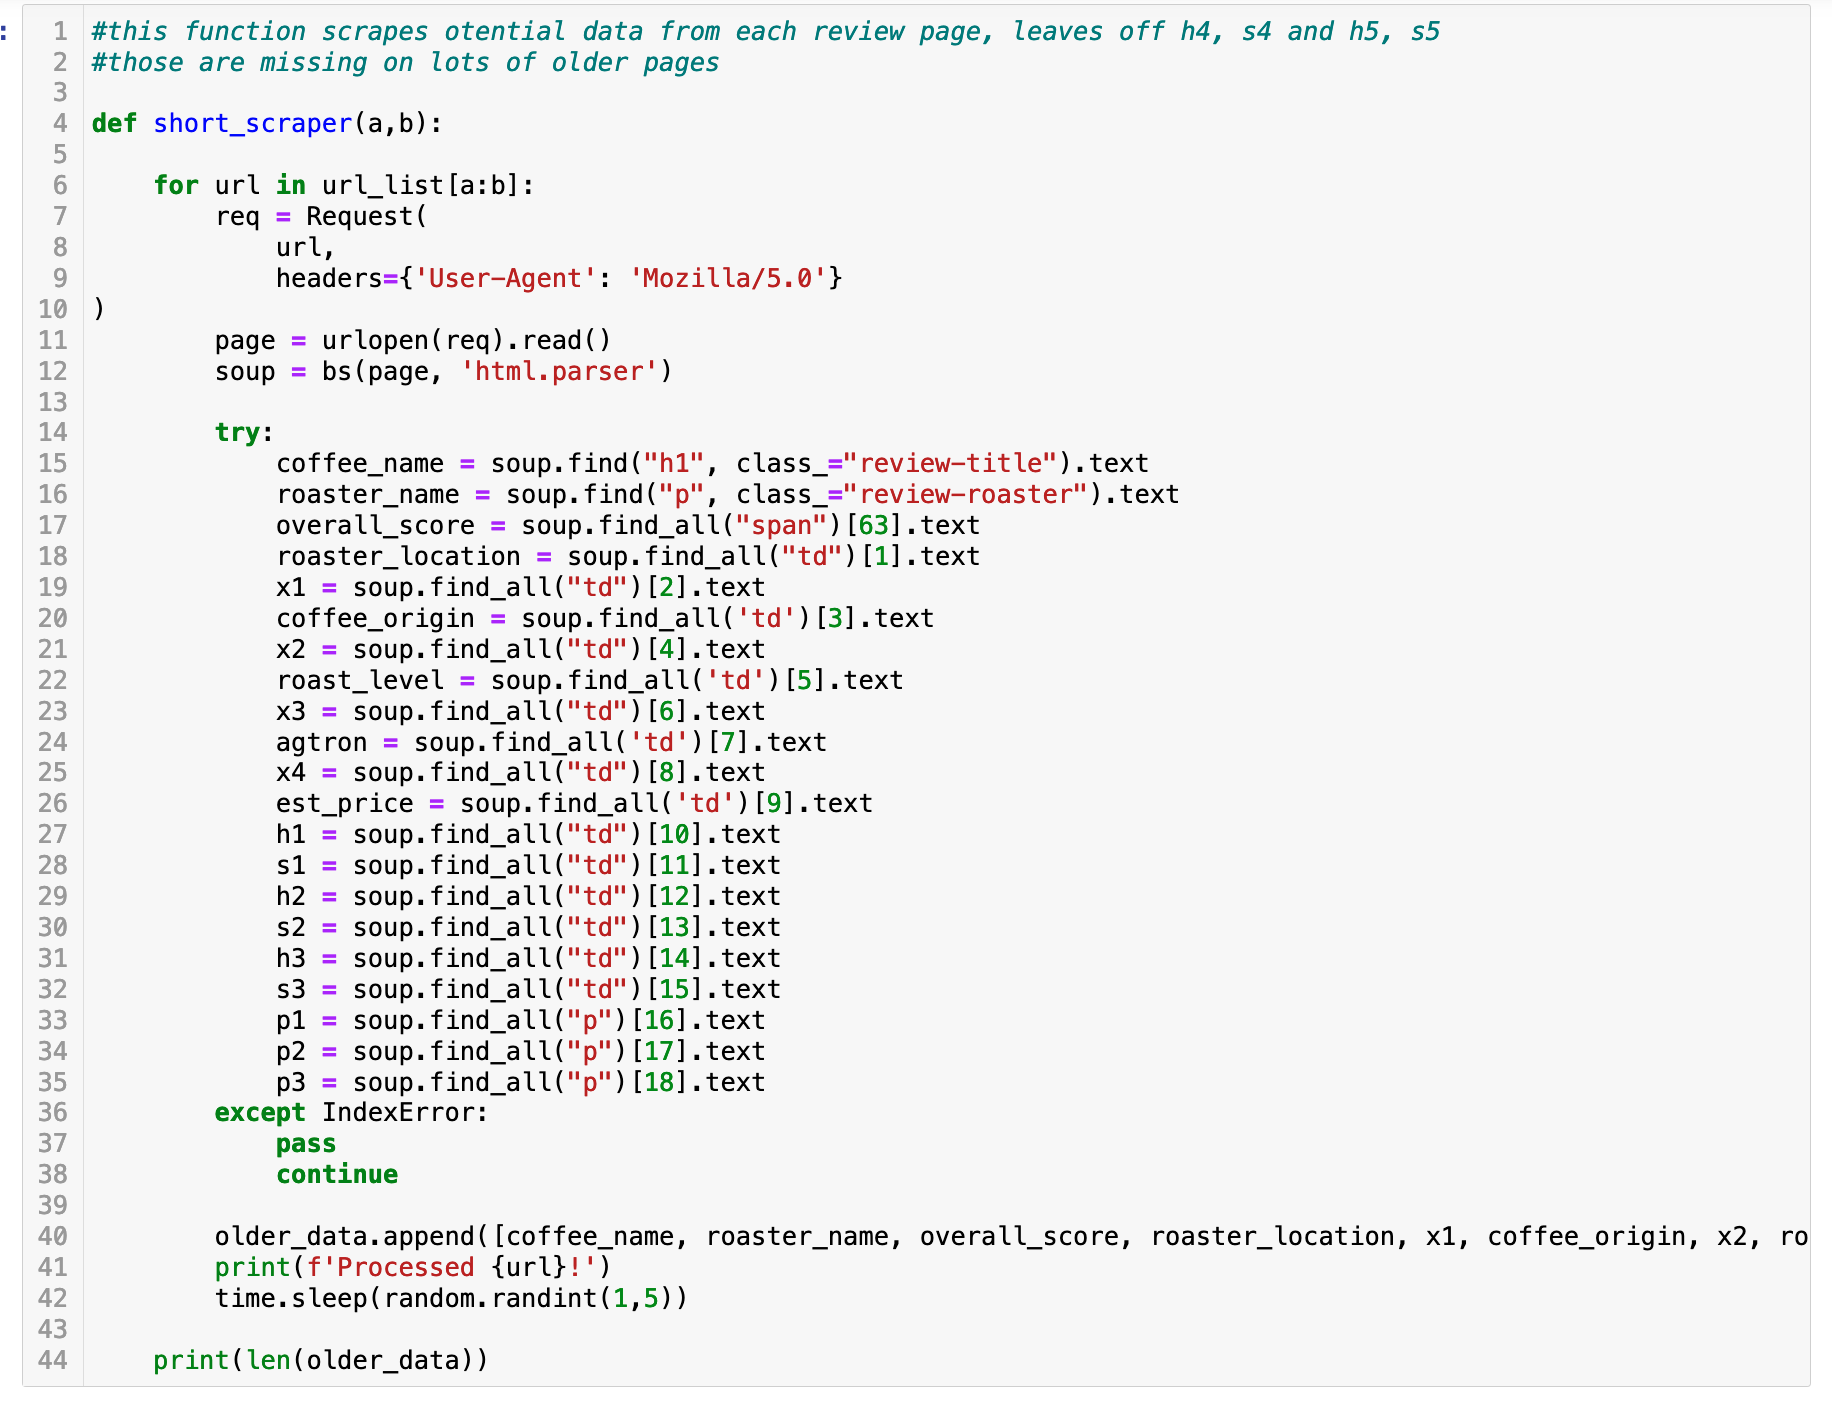 :
1 #this function scrapes otential data from each review page, leaves off h4, s4 and h5, s5
2 #those are missing on lots of older pages
3
4 def short_scraper(a,b):
5
6     for url in url_list[a:b]:
7         req = Request(
8             url,
9             headers={'User-Agent': 'Mozilla/5.0'}
10 )
11         page = urlopen(req).read()
12         soup = bs(page, 'html.parser')
13
14         try:
15             coffee_name = soup.find("h1", class_="review-title").text
16             roaster_name = soup.find("p", class_="review-roaster").text
17             overall_score = soup.find_all("span")[63].text
18             roaster_location = soup.find_all("td")[1].text
19             x1 = soup.find_all("td")[2].text
20             coffee_origin = soup.find_all('td')[3].text
21             x2 = soup.find_all("td")[4].text
22             roast_level = soup.find_all('td')[5].text
23             x3 = soup.find_all("td")[6].text
24             agtron = soup.find_all('td')[7].text
25             x4 = soup.find_all("td")[8].text
26             est_price = soup.find_all('td')[9].text
27             h1 = soup.find_all("td")[10].text
28             s1 = soup.find_all("td")[11].text
29             h2 = soup.find_all("td")[12].text
30             s2 = soup.find_all("td")[13].text
31             h3 = soup.find_all("td")[14].text
32             s3 = soup.find_all("td")[15].text
33             p1 = soup.find_all("p")[16].text
34             p2 = soup.find_all("p")[17].text
35             p3 = soup.find_all("p")[18].text
36         except IndexError:
37             pass
38             continue
39
40         older_data.append([coffee_name, roaster_name, overall_score, roaster_location, x1, coffee_origin, x2, ro
41         print(f'Processed {url}!')
42         time.sleep(random.randint(1,5))
43
44     print(len(older_data))